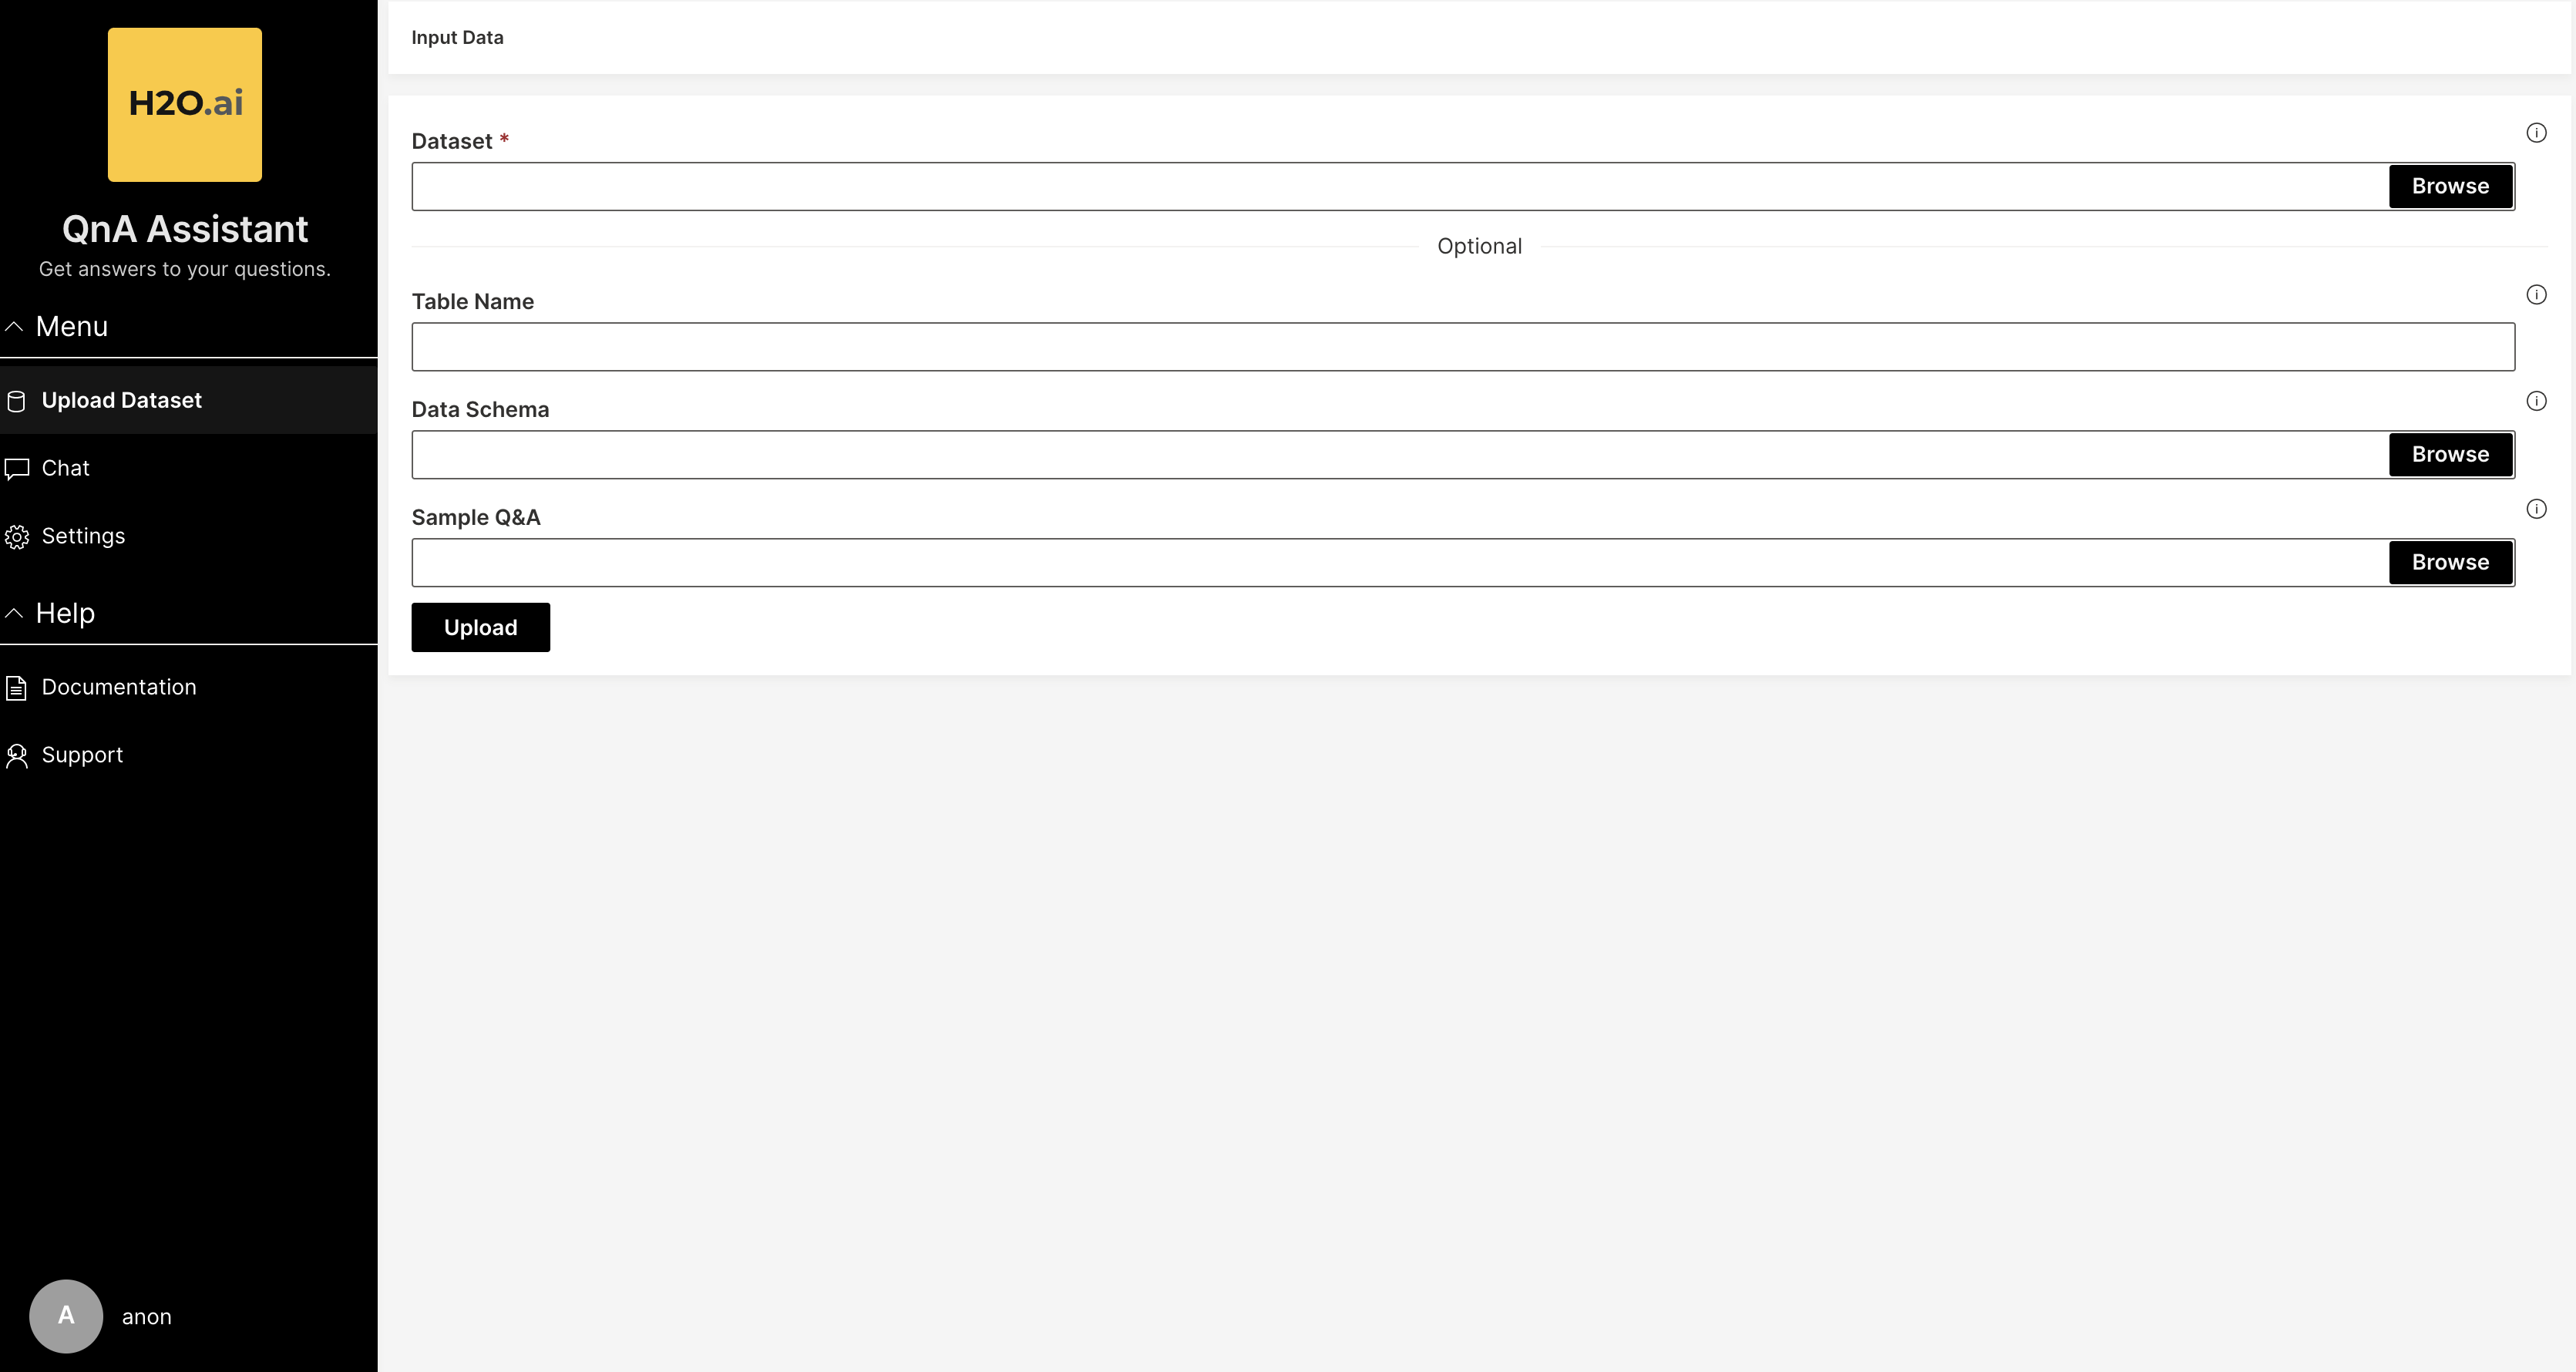 H2O.ai
QnA Assistant
Get answers to your questions.
Menu
Upload Dataset
Chat
Settings
Help
Documentation
Support
A
anon
Input Data
Dataset *
Browse
Optional
Table Name
Data Schema
Browse
Sample Q&A
Browse
Upload